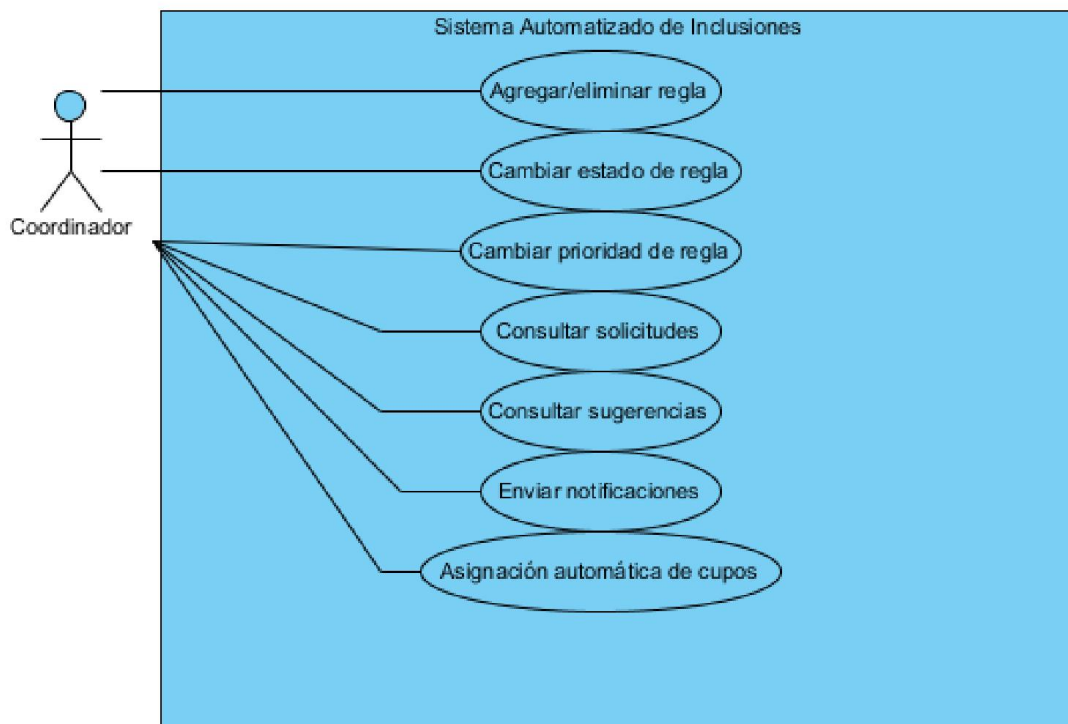 Sistema Automatizado de Inclusiones
Agregar/eliminar regla
Cambiar estado de regla
Coordinador
Cambiar prioridad de regla
Consultar solicitudes
Consultar sugerencias
Enviar notificaciones
Asignación automática de cupos